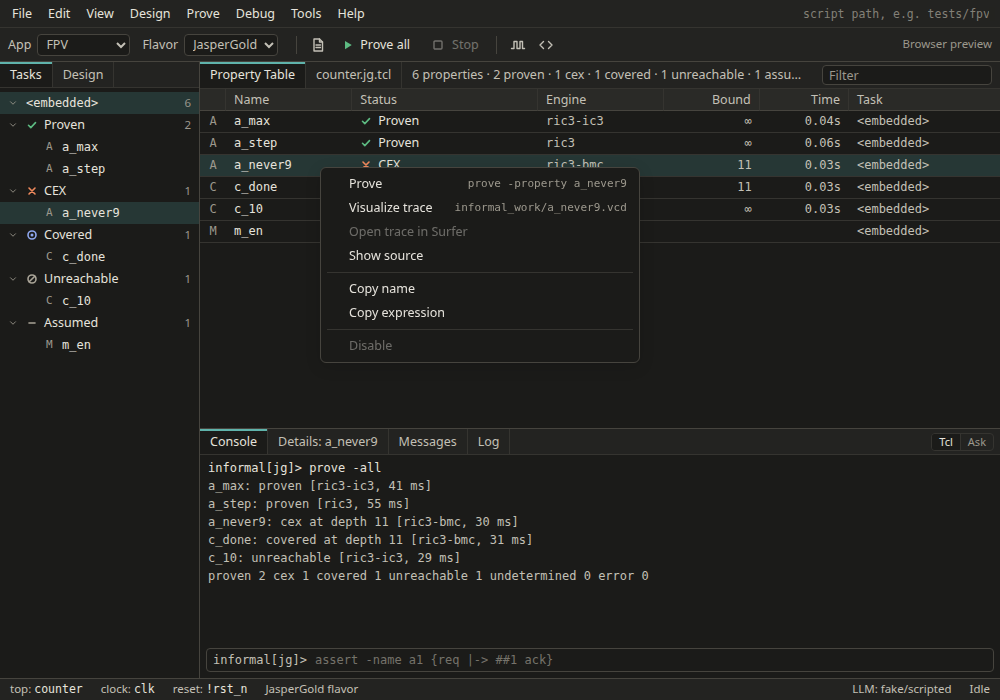 File Edit View Design Prove Debug Tools Help script path, e.g. tests/fpv
App FPV Flavor JasperGold Prove all Stop Browser preview
Tasks Design
<embedded> 6
Proven 2
A a_max
A a_step
CEX 1
A a_never9
Covered 1
C c_done
Unreachable 1
C c_10
Assumed 1
M m_en
Property Table counter.jg.tcl 6 properties · 2 proven · 1 cex · 1 covered · 1 unreachable · 1 assu... Filter
Name Status Engine Bound Time Task
A a_max Proven ric3-ic3 ∞ 0.04s <embedded>
A a_step Proven ric3 ∞ 0.06s <embedded>
A a_never9 CEX ric3-bmc 11 0.03s <embedded>
C c_done 11 0.03s <embedded>
C c_10 ∞ 0.03s <embedded>
M m_en <embedded>
Prove prove -property a_never9
Visualize trace informal_work/a_never9.vcd
Open trace in Surfer
Show source
Copy name
Copy expression
Disable
Console Details: a_never9 Messages Log Tcl Ask
informal[jg]> prove -all
a_max: proven [ric3-ic3, 41 ms]
a_step: proven [ric3, 55 ms]
a_never9: cex at depth 11 [ric3-bmc, 30 ms]
c_done: covered at depth 11 [ric3-bmc, 31 ms]
c_10: unreachable [ric3-ic3, 29 ms]
proven 2 cex 1 covered 1 unreachable 1 undetermined 0 error 0
informal[jg]> assert -name a1 {req |-> ##1 ack}
top: counter clock: clk reset: !rst_n JasperGold flavor LLM: fake/scripted Idle